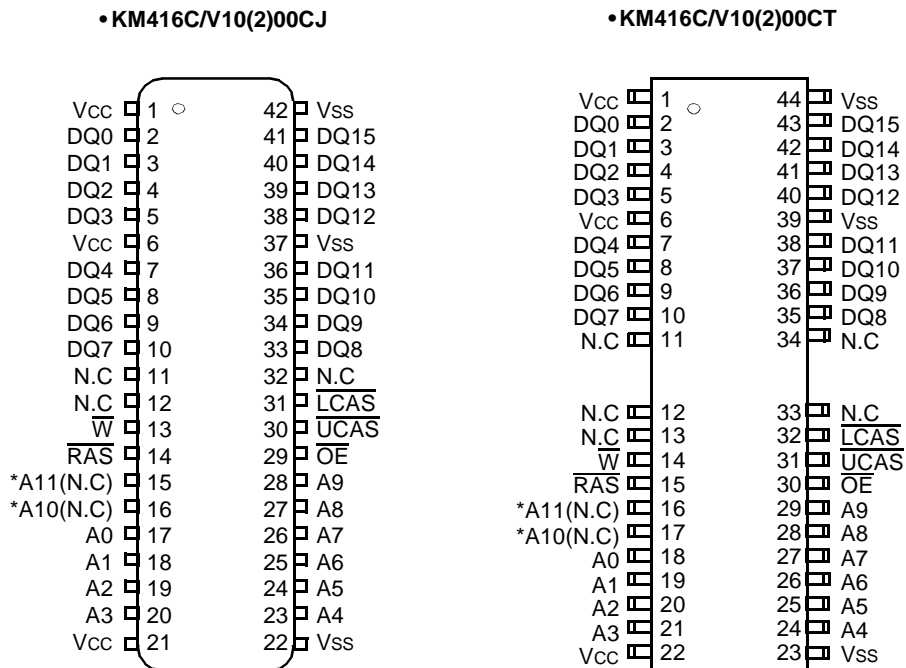 •KM416C/V10(2)00CJ
VCC 1 42 VSS
DQ0 2 41 DQ15
DQ1 3 40 DQ14
DQ2 4 39 DQ13
DQ3 5 38 DQ12
VCC 6 37 VSS
DQ4 7 36 DQ11
DQ5 8 35 DQ10
DQ6 9 34 DQ9
DQ7 10 33 DQ8
N.C 11 32 N.C
N.C 12 31 LCAS
W 13 30 UCAS
RAS 14 29 OE
*A11(N.C) 15 28 A9
*A10(N.C) 16 27 A8
A0 17 26 A7
A1 18 25 A6
A2 19 24 A5
A3 20 23 A4
VCC 21 22 VSS
•KM416C/V10(2)00CT
VCC 1 44 VSS
DQ0 2 43 DQ15
DQ1 3 42 DQ14
DQ2 4 41 DQ13
DQ3 5 40 DQ12
VCC 6 39 VSS
DQ4 7 38 DQ11
DQ5 8 37 DQ10
DQ6 9 36 DQ9
DQ7 10 35 DQ8
N.C 11 34 N.C
N.C 12 33 N.C
N.C 13 32 LCAS
W 14 31 UCAS
RAS 15 30 OE
*A11(N.C) 16 29 A9
*A10(N.C) 17 28 A8
A0 18 27 A7
A1 19 26 A6
A2 20 25 A5
A3 21 24 A4
VCC 22 23 VSS